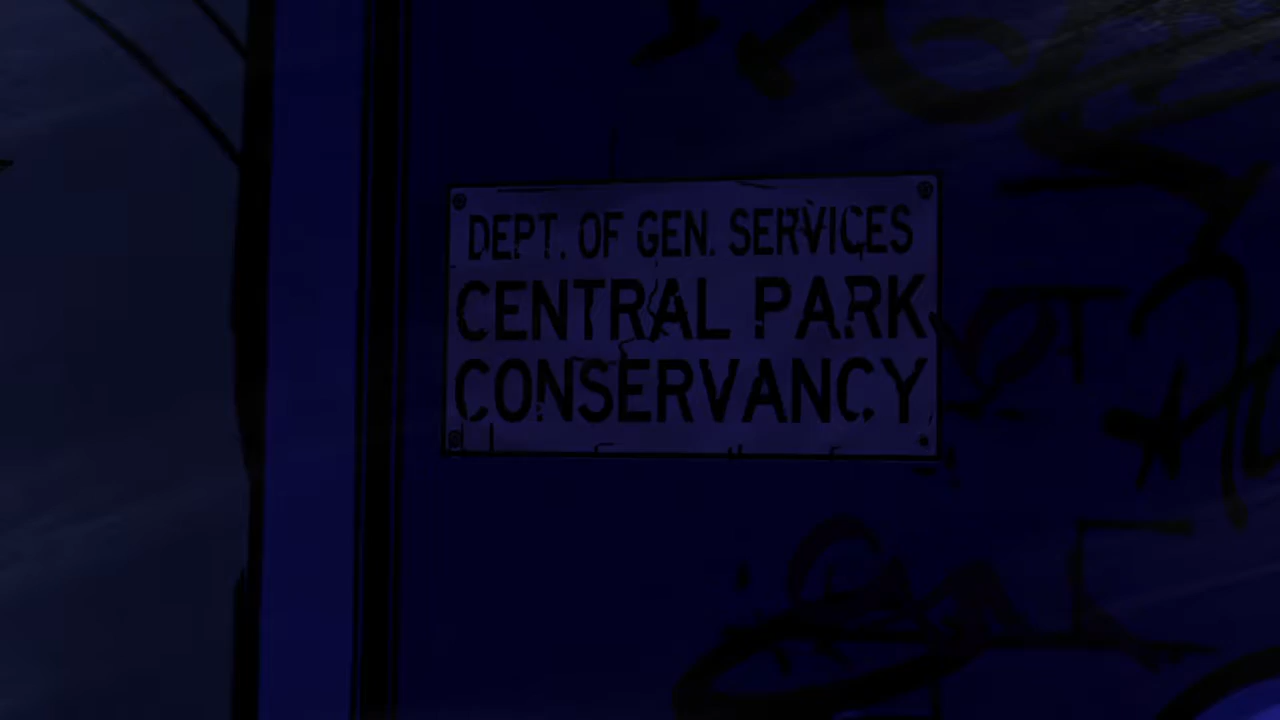 DEPT. OF GEN. SERVICES
CENTRAL PARK
CONSERVANCY